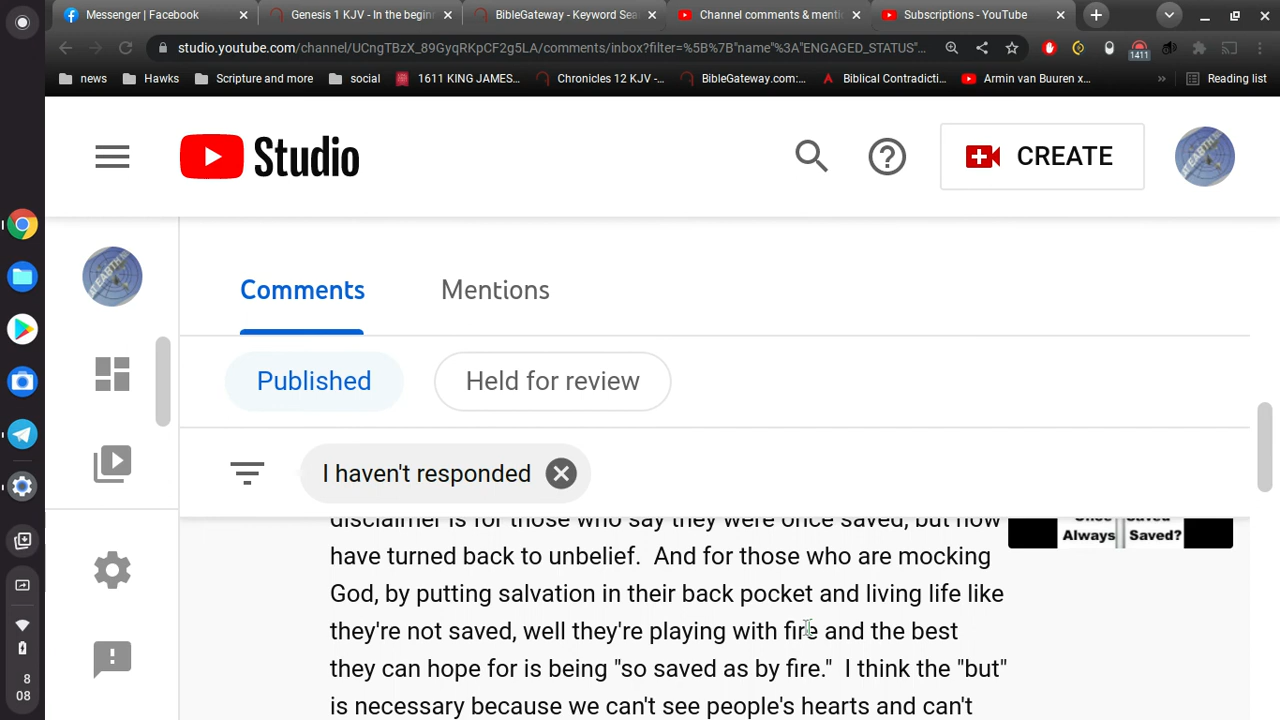 Messenger | Facebook
Genesis 1 KJV - In the beginn
BibleGateway - Keyword Sea
Channel comments & menti
Subscriptions - YouTube
studio.youtube.com/channel/UCngTBzX_89GyqRKpCF2g5LA/comments/inbox?filter=%5B%7B"name"%3A"ENGAGED_STATUS"...
1411
news
Hawks
Scripture and more
social
1611 KING JAMES...
Chronicles 12 KJV -...
BibleGateway.com:...
Biblical Contradicti...
Armin van Buuren x...
»
Reading list
Studio
CREATE
Comments
Mentions
Published
Held for review
I haven't responded
disclaimer is for those who say they were once saved, but now
have turned back to unbelief.  And for those who are mocking
God, by putting salvation in their back pocket and living life like
they're not saved, well they're playing with fire and the best
they can hope for is being "so saved as by fire."  I think the "but"
is necessary because we can't see people's hearts and can't
Once Saved
Always Saved?
8
08